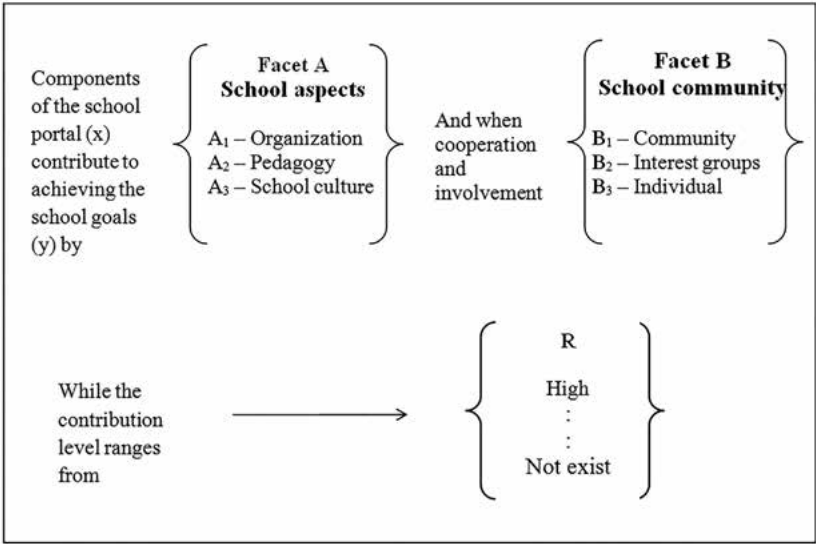 Components
of the school
portal (x)
contribute to
achieving the
school goals
(y) by
Facet A
School aspects
A₁ – Organization
A₂ – Pedagogy
A₃ – School culture
And when
cooperation
and
involvement
Facet B
School community
B₁ – Community
B₂ – Interest groups
B₃ – Individual
While the
contribution
level ranges
from
R
High
:
:
Not exist